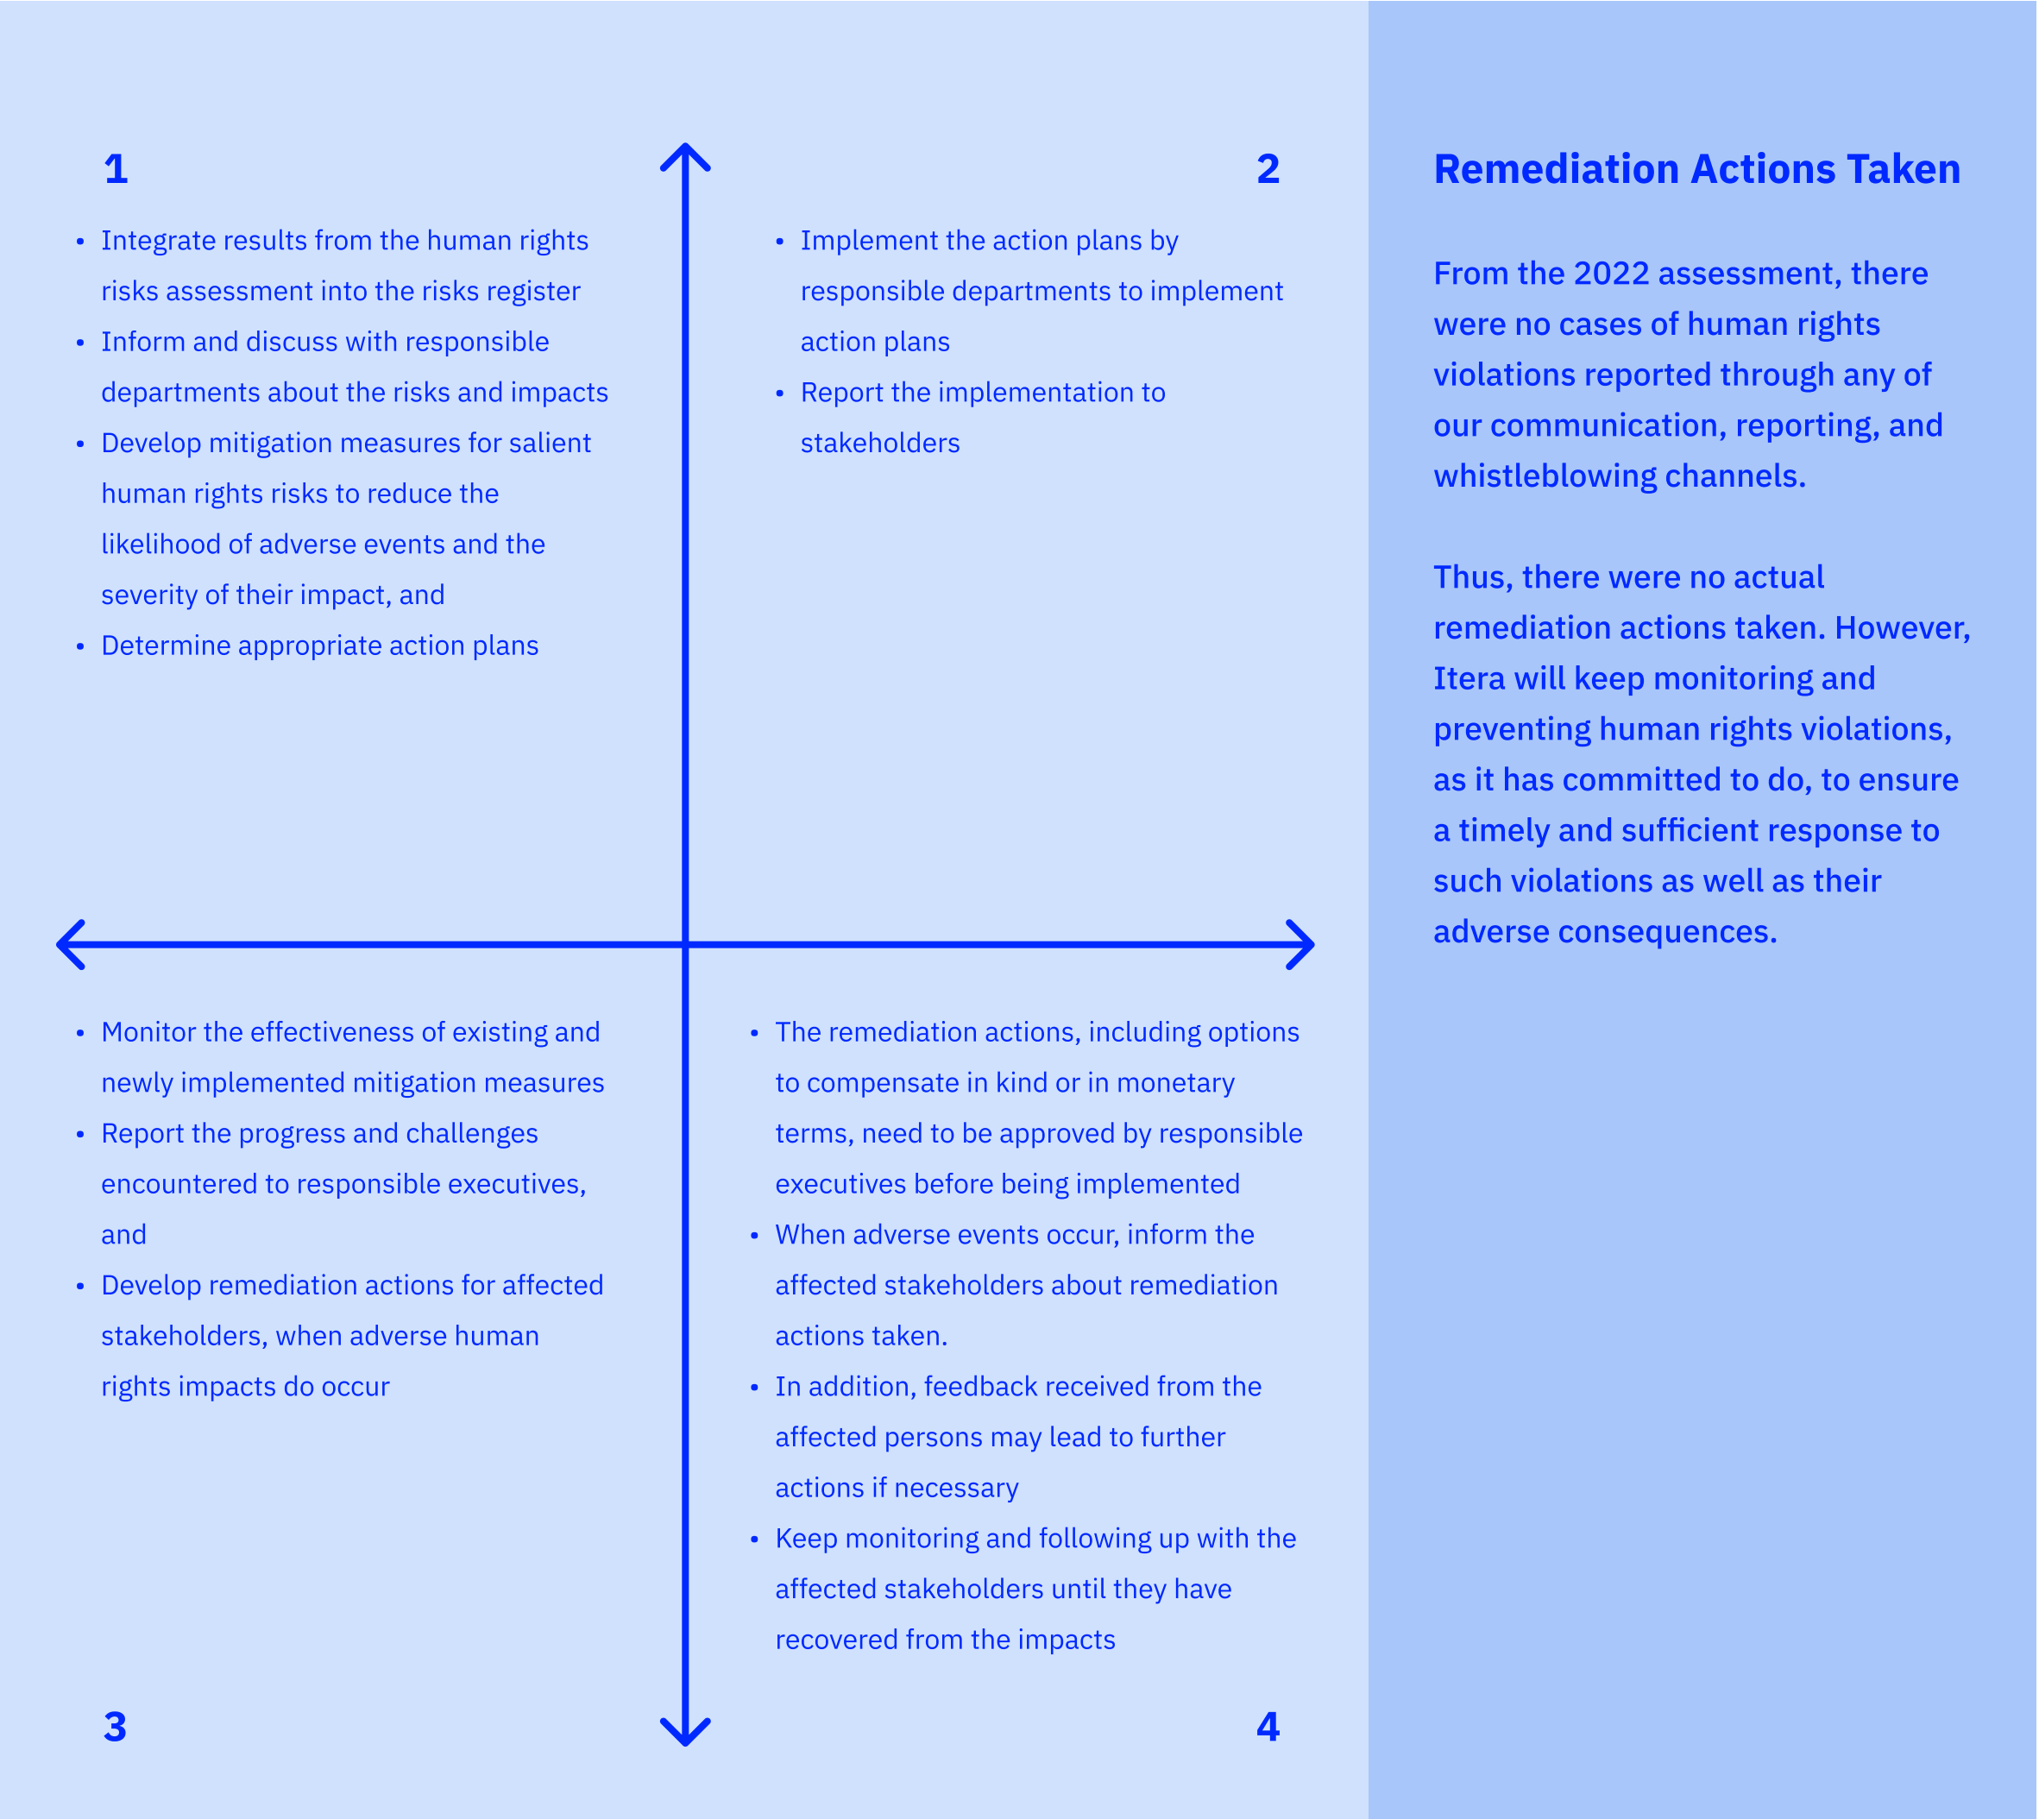 1
• Integrate results from the human rights
risks assessment into the risks register
• Inform and discuss with responsible
departments about the risks and impacts
• Develop mitigation measures for salient
human rights risks to reduce the
likelihood of adverse events and the
severity of their impact, and
• Determine appropriate action plans
2
• Implement the action plans by
responsible departments to implement
action plans
• Report the implementation to
stakeholders
• Monitor the effectiveness of existing and
newly implemented mitigation measures
• Report the progress and challenges
encountered to responsible executives,
and
• Develop remediation actions for affected
stakeholders, when adverse human
rights impacts do occur
3
• The remediation actions, including options
to compensate in kind or in monetary
terms, need to be approved by responsible
executives before being implemented
• When adverse events occur, inform the
affected stakeholders about remediation
actions taken.
• In addition, feedback received from the
affected persons may lead to further
actions if necessary
• Keep monitoring and following up with the
affected stakeholders until they have
recovered from the impacts
4
Remediation Actions Taken
From the 2022 assessment, there
were no cases of human rights
violations reported through any of
our communication, reporting, and
whistleblowing channels.
Thus, there were no actual
remediation actions taken. However,
Itera will keep monitoring and
preventing human rights violations,
as it has committed to do, to ensure
a timely and sufficient response to
such violations as well as their
adverse consequences.